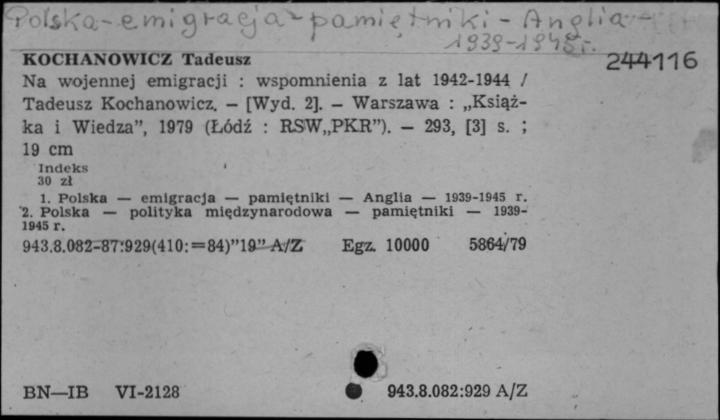 Polska - emigracja - pamiętniki - Anglia -
1939-1945 r.
KOCHANOWICZ Tadeusz
244116
Na wojennej emigracji : wspomnienia z lat 1942-1944 /
Tadeusz Kochanowicz. — [Wyd. 2]. — Warszawa : „Książ-
ka i Wiedza”, 1979 (Łódź : RSW„PKR”). — 293, [3] s. ;
19 cm
Indeks
30 zł
1. Polska — emigracja — pamiętniki — Anglia — 1939-1945 r.
2. Polska — polityka międzynarodowa — pamiętniki — 1939-
1945 r.
943.8.082-87:929(410:=84)”19” A/Z Egz. 10000 5864/79
BN—IB VI-2128 943.8.082:929 A/Z